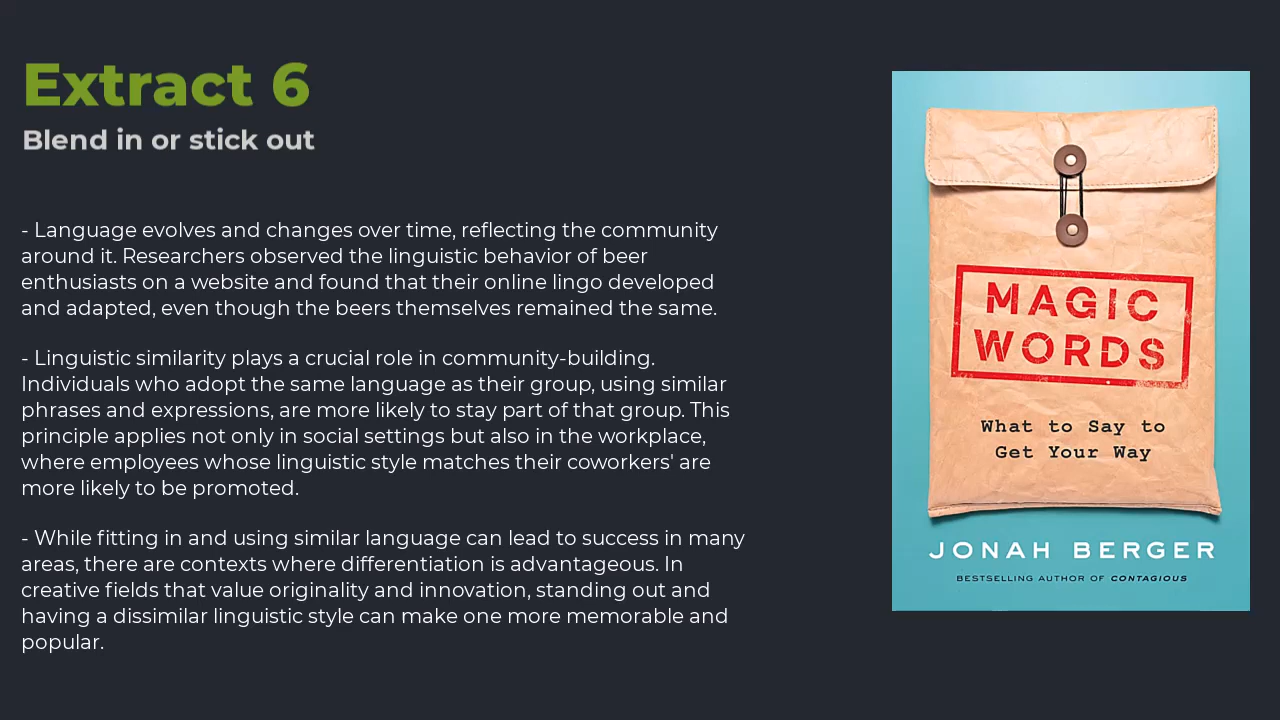 Extract 6
Blend in or stick out
- Language evolves and changes over time, reflecting the community
around it. Researchers observed the linguistic behavior of beer
enthusiasts on a website and found that their online lingo developed
and adapted, even though the beers themselves remained the same.
- Linguistic similarity plays a crucial role in community-building.
Individuals who adopt the same language as their group, using similar
phrases and expressions, are more likely to stay part of that group. This
principle applies not only in social settings but also in the workplace,
where employees whose linguistic style matches their coworkers' are
more likely to be promoted.
- While fitting in and using similar language can lead to success in many
areas, there are contexts where differentiation is advantageous. In
creative fields that value originality and innovation, standing out and
having a dissimilar linguistic style can make one more memorable and
popular.
MAGIC
WORDS
What to Say to
Get Your Way
JONAH BERGER
BESTSELLING AUTHOR OF CONTAGIOUS